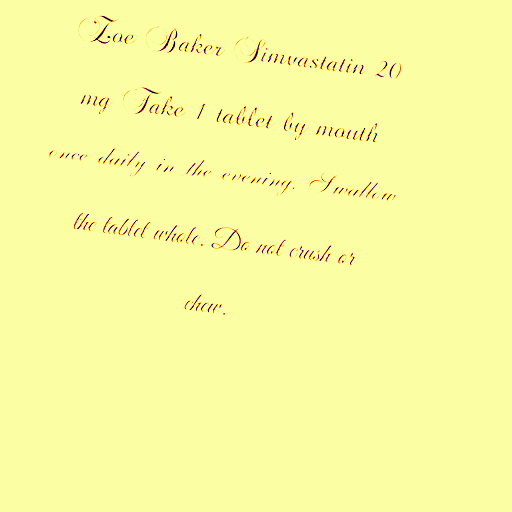 Zoe Baker Simvastatin 20
mg Take 1 tablet by mouth
once daily in the evening. Swallow
the tablet whole. Do not crush or
chew.